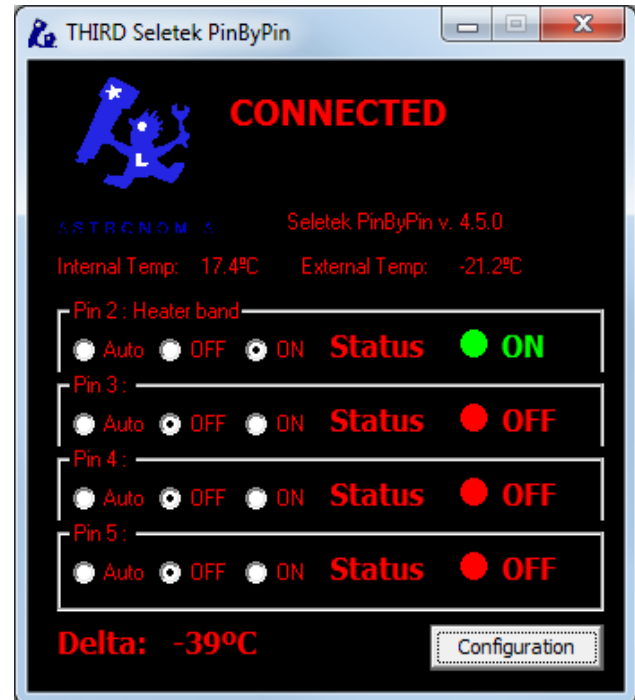 THIRD Seletek PinByPin
CONNECTED
L
ASTRONOMIA
Seletek PinByPin v. 4.5.0
Internal Temp: 17.4ºC External Temp: -21.2ºC
Pin 2 : Heater band
Auto OFF ON Status ON
Pin 3 :
Auto OFF ON Status OFF
Pin 4 :
Auto OFF ON Status OFF
Pin 5 :
Auto OFF ON Status OFF
Delta: -39ºC
Configuration